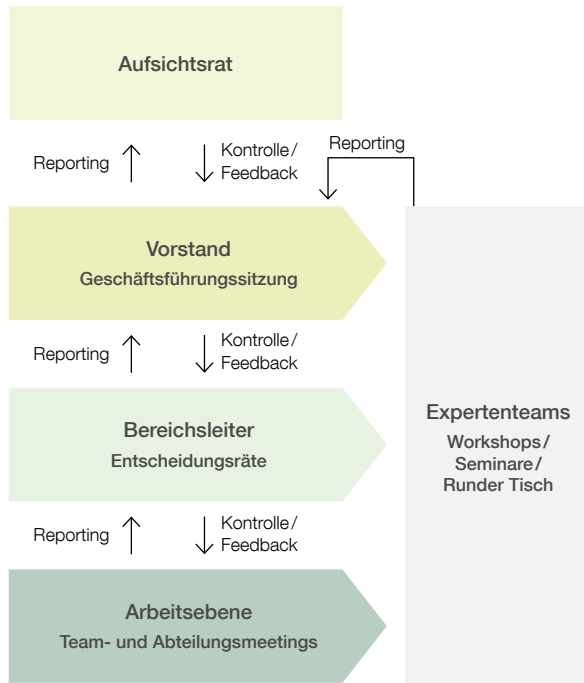 Aufsichtsrat
Reporting
Kontrolle/
Feedback
Reporting
Vorstand
Geschäftsführungssitzung
Reporting
Kontrolle/
Feedback
Bereichsleiter
Entscheidungsräte
Expertenteams
Workshops/
Seminare/
Runder Tisch
Reporting
Kontrolle/
Feedback
Arbeitsebene
Team- und Abteilungsmeetings